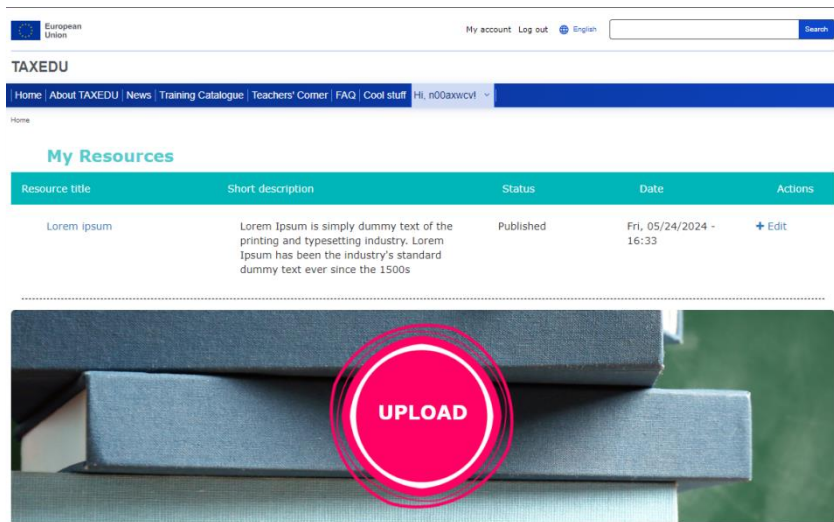 European
Union
My account Log out English Search
TAXEDU
Home About TAXEDU News Training Catalogue Teachers' Corner FAQ Cool stuff Hi, n00axwcv!
Home
My Resources
Resource title Short description Status Date Actions
Lorem ipsum Lorem Ipsum is simply dummy text of the Published Fri, 05/24/2024 - + Edit
printing and typesetting industry. Lorem 16:33
Ipsum has been the industry's standard
dummy text ever since the 1500s
UPLOAD